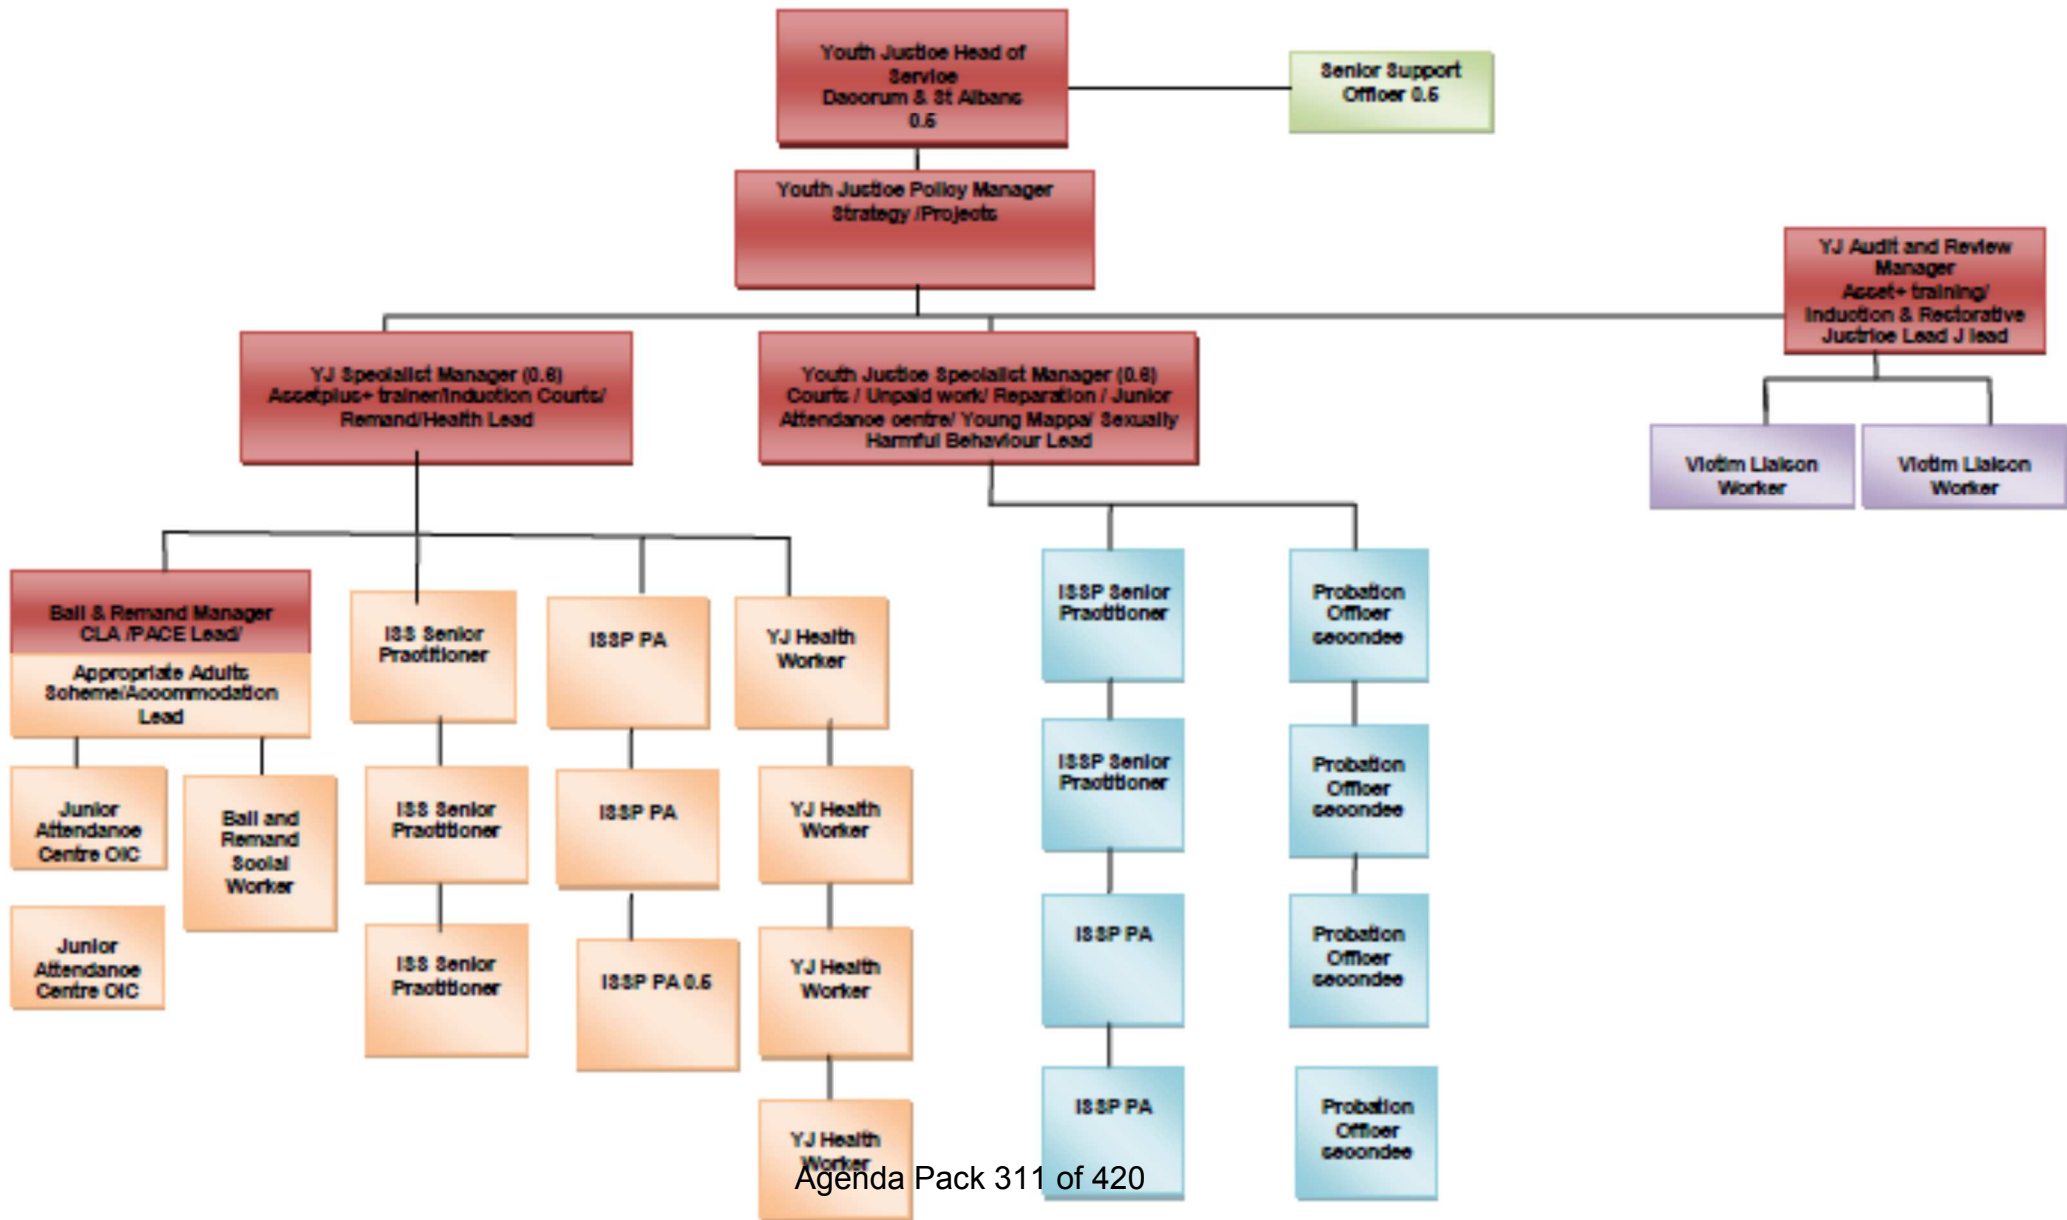 Youth Justice Head of
Service
Dacorum & St Albans
0.5
Senior Support
Officer 0.5
Youth Justice Policy Manager
Strategy /Projects
YJ Audit and Review
Manager
Asset+ training/
Induction & Restorative
Justrice Lead J lead
YJ Specialist Manager (0.6)
Assetplus+ trainer/Induction Courts/
Remand/Health Lead
Youth Justice Specialist Manager (0.6)
Courts / Unpaid work/ Reparation / Junior
Attendance centre/ Young Mappa/ Sexually
Harmful Behaviour Lead
Victim Liaison
Worker
Victim Liaison
Worker
Bail & Remand Manager
CLA /PACE Lead/
Appropriate Adults
Scheme/Accommodation
Lead
ISS Senior
Practitioner
ISSP PA
YJ Health
Worker
ISSP Senior
Practitioner
Probation
Officer
secondee
Junior
Attendance
Centre OIC
Bail and
Remand
Social
Worker
ISS Senior
Practitioner
ISSP PA
YJ Health
Worker
ISSP Senior
Practitioner
Probation
Officer
secondee
Junior
Attendance
Centre OIC
ISS Senior
Practitioner
ISSP PA 0.5
YJ Health
Worker
ISSP PA
Probation
Officer
secondee
YJ Health
Worker
ISSP PA
Probation
Officer
secondee
Agenda Pack 311 of 420